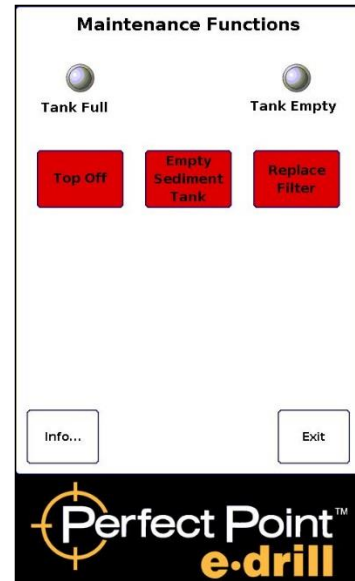 Maintenance Functions
Tank Full
Tank Empty
Top Off
Empty
Sediment
Tank
Replace
Filter
Info...
Exit
Perfect Point™
e·drill